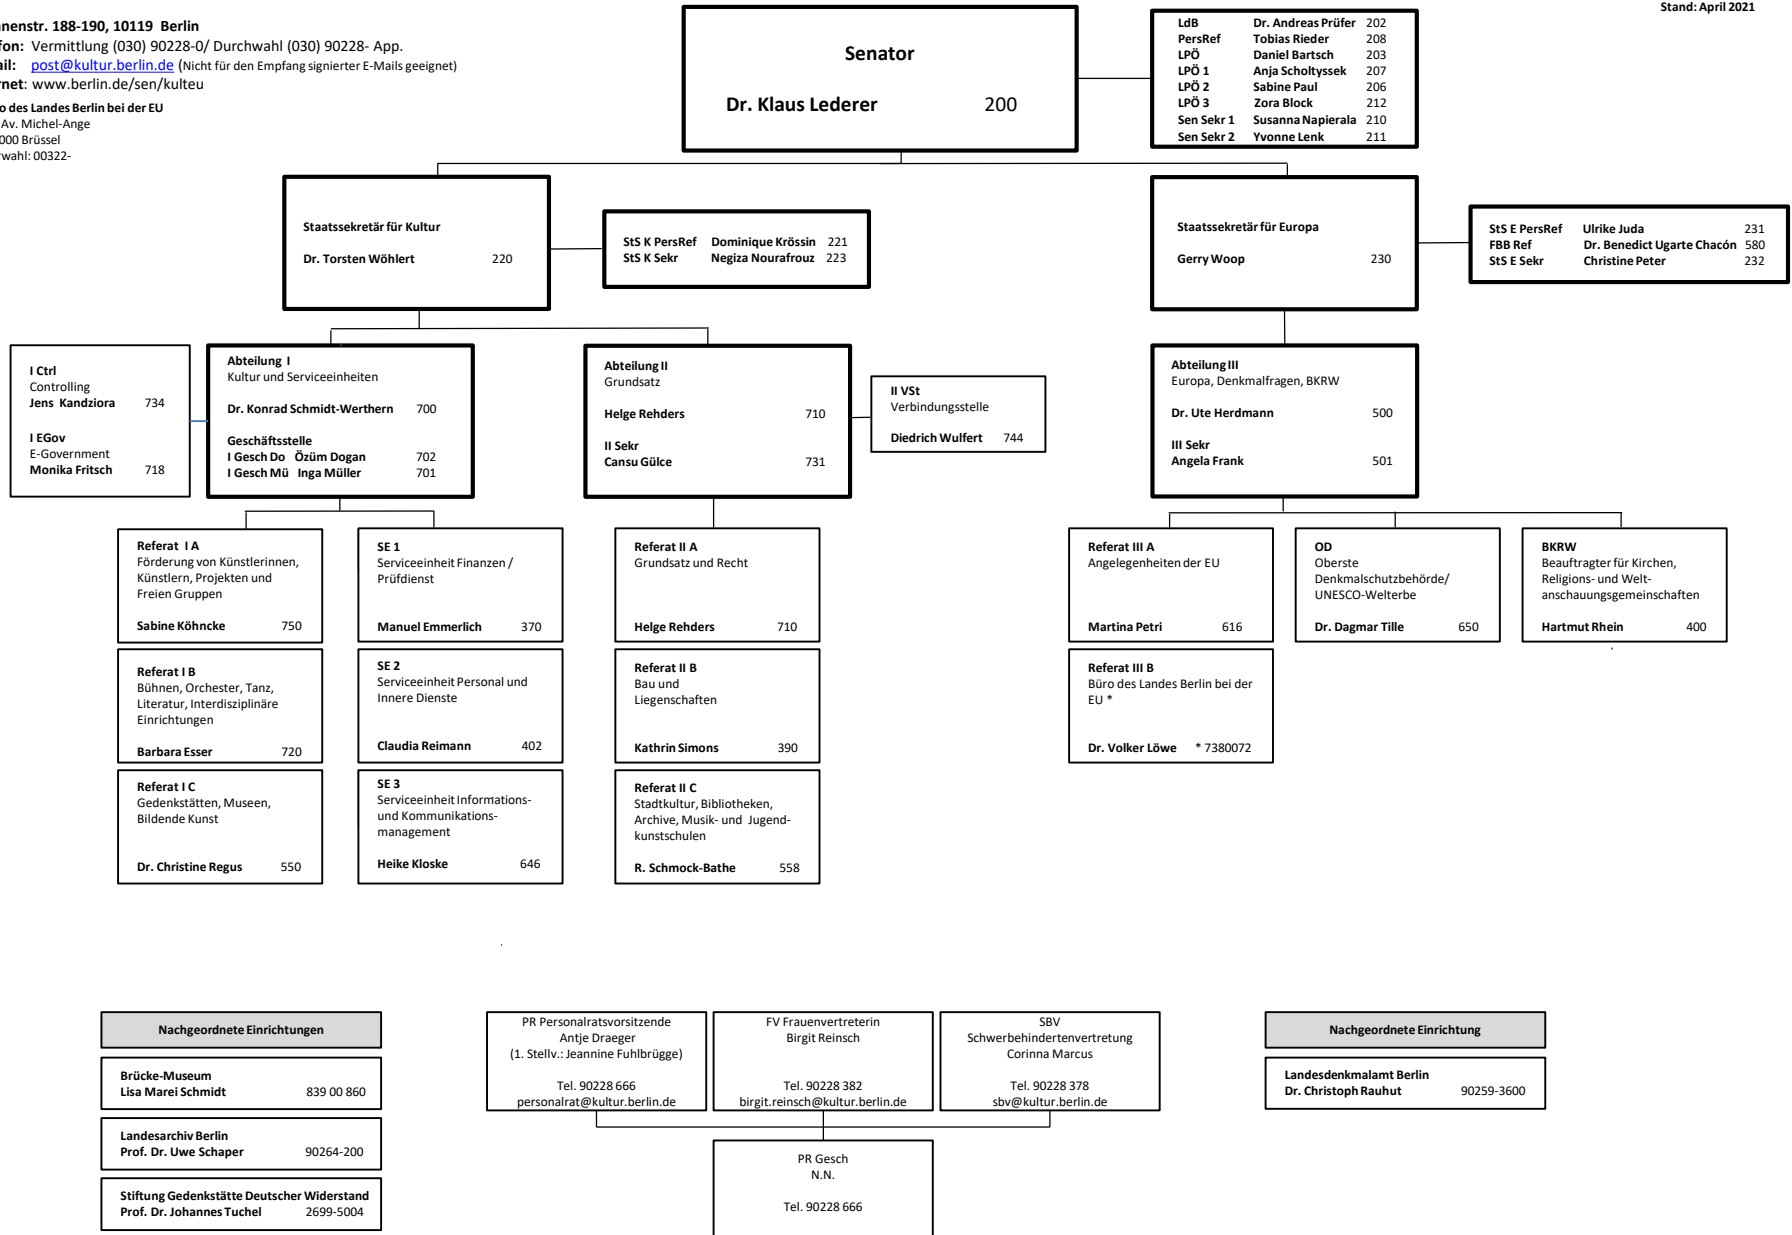 Stand: April 2021
nenstr. 188-190, 10119 Berlin
fon: Vermittlung (030) 90228-0/ Durchwahl (030) 90228- App.
ail: post@kultur.berlin.de (Nicht für den Empfang signierter E-Mails geeignet)
rnet: www.berlin.de/sen/kulteu
o des Landes Berlin bei der EU
Av. Michel-Ange
000 Brüssel
rwahl: 00322-
Senator
Dr. Klaus Lederer 200
LdB Dr. Andreas Prüfer 202
PersRef Tobias Rieder 208
LPÖ Daniel Bartsch 203
LPÖ 1 Anja Scholtyssek 207
LPÖ 2 Sabine Paul 206
LPÖ 3 Zora Block 212
Sen Sekr 1 Susanna Napierala 210
Sen Sekr 2 Yvonne Lenk 211
Staatssekretär für Kultur
Dr. Torsten Wöhlert 220
StS K PersRef Dominique Krössin 221
StS K Sekr Negiza Nourafrouz 223
Staatssekretär für Europa
Gerry Woop 230
StS E PersRef Ulrike Juda 231
FBB Ref Dr. Benedict Ugarte Chacón 580
StS E Sekr Christine Peter 232
I Ctrl
Controlling
Jens Kandziora 734
I EGov
E-Government
Monika Fritsch 718
Abteilung I
Kultur und Serviceeinheiten
Dr. Konrad Schmidt-Werthern 700
Geschäftsstelle
I Gesch Do Özüm Dogan 702
I Gesch Mü Inga Müller 701
Abteilung II
Grundsatz
Helge Rehders 710
II Sekr
Cansu Gülce 731
II VSt
Verbindungsstelle
Diedrich Wulfert 744
Abteilung III
Europa, Denkmalfragen, BKRW
Dr. Ute Herdmann 500
III Sekr
Angela Frank 501
Referat I A
Förderung von Künstlerinnen,
Künstlern, Projekten und
Freien Gruppen
Sabine Köhncke 750
SE 1
Serviceeinheit Finanzen /
Prüfdienst
Manuel Emmerlich 370
Referat II A
Grundsatz und Recht
Helge Rehders 710
Referat III A
Angelegenheiten der EU
Martina Petri 616
OD
Oberste
Denkmalschutzbehörde/
UNESCO-Welterbe
Dr. Dagmar Tille 650
BKRW
Beauftragter für Kirchen,
Religions- und Welt-
anschauungsgemeinschaften
Hartmut Rhein 400
Referat I B
Bühnen, Orchester, Tanz,
Literatur, Interdisziplinäre
Einrichtungen
Barbara Esser 720
SE 2
Serviceeinheit Personal und
Innere Dienste
Claudia Reimann 402
Referat II B
Bau und
Liegenschaften
Kathrin Simons 390
Referat III B
Büro des Landes Berlin bei der
EU *
Dr. Volker Löwe * 7380072
Referat I C
Gedenkstätten, Museen,
Bildende Kunst
Dr. Christine Regus 550
SE 3
Serviceeinheit Informations-
und Kommunikations-
management
Heike Kloske 646
Referat II C
Stadtkultur, Bibliotheken,
Archive, Musik- und Jugend-
kunstschulen
R. Schmock-Bathe 558
Nachgeordnete Einrichtungen
Brücke-Museum
Lisa Marei Schmidt 839 00 860
Landesarchiv Berlin
Prof. Dr. Uwe Schaper 90264-200
Stiftung Gedenkstätte Deutscher Widerstand
Prof. Dr. Johannes Tuchel 2699-5004
PR Personalratsvorsitzende
Antje Draeger
(1. Stellv.: Jeannine Fuhlbrügge)
Tel. 90228 666
personalrat@kultur.berlin.de
FV Frauenvertreterin
Birgit Reinsch
Tel. 90228 382
birgit.reinsch@kultur.berlin.de
SBV
Schwerbehindertenvertretung
Corinna Marcus
Tel. 90228 378
sbv@kultur.berlin.de
PR Gesch
N.N.
Tel. 90228 666
Nachgeordnete Einrichtung
Landesdenkmalamt Berlin
Dr. Christoph Rauhut 90259-3600